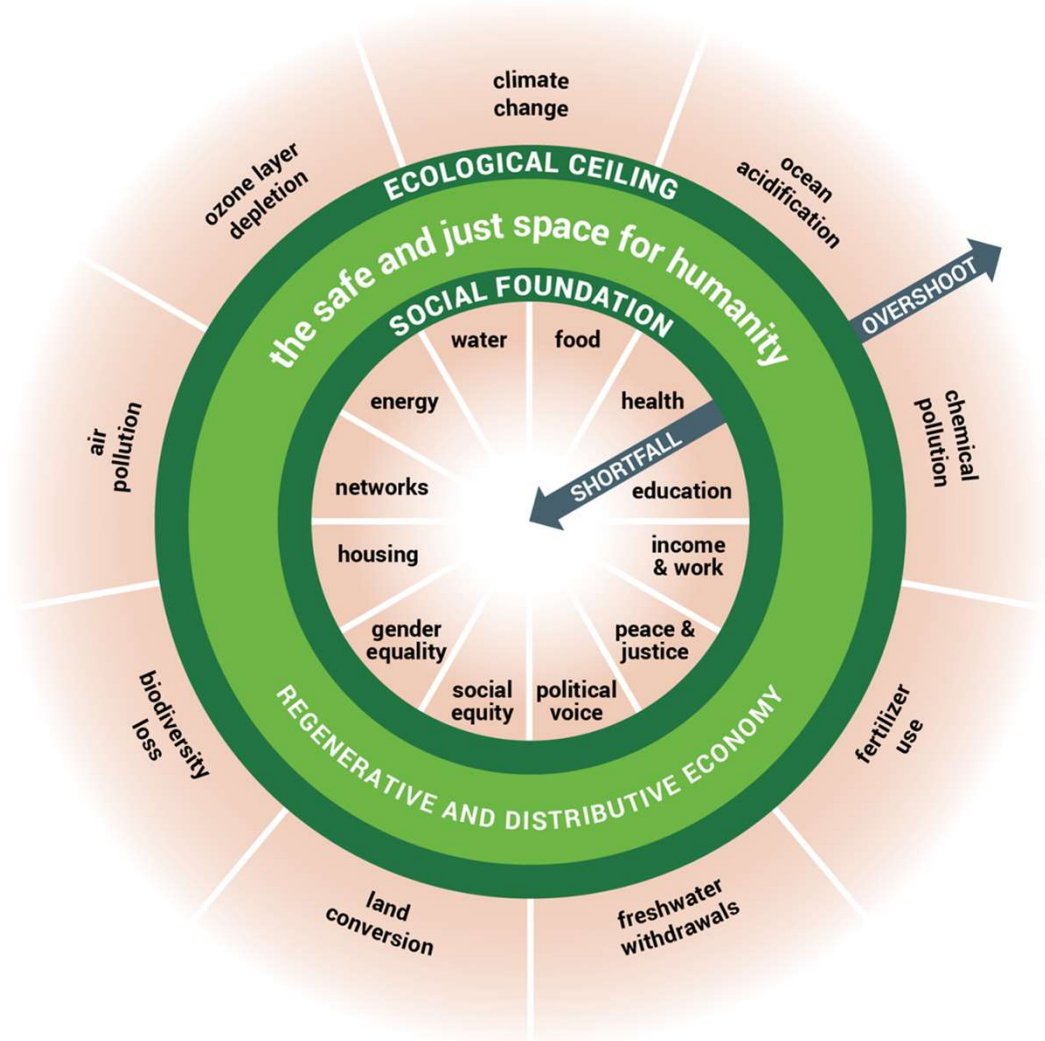 climate
change
ocean
acidification
chemical
pollution
fertilizer
use
freshwater
withdrawals
land
conversion
biodiversity
loss
air
pollution
ozone layer
depletion
ECOLOGICAL CEILING
the safe and just space for humanity
SOCIAL FOUNDATION
OVERSHOOT
SHORTFALL
water
food
health
education
income
& work
peace &
justice
political
voice
social
equity
gender
equality
housing
networks
energy
REGENERATIVE AND DISTRIBUTIVE ECONOMY